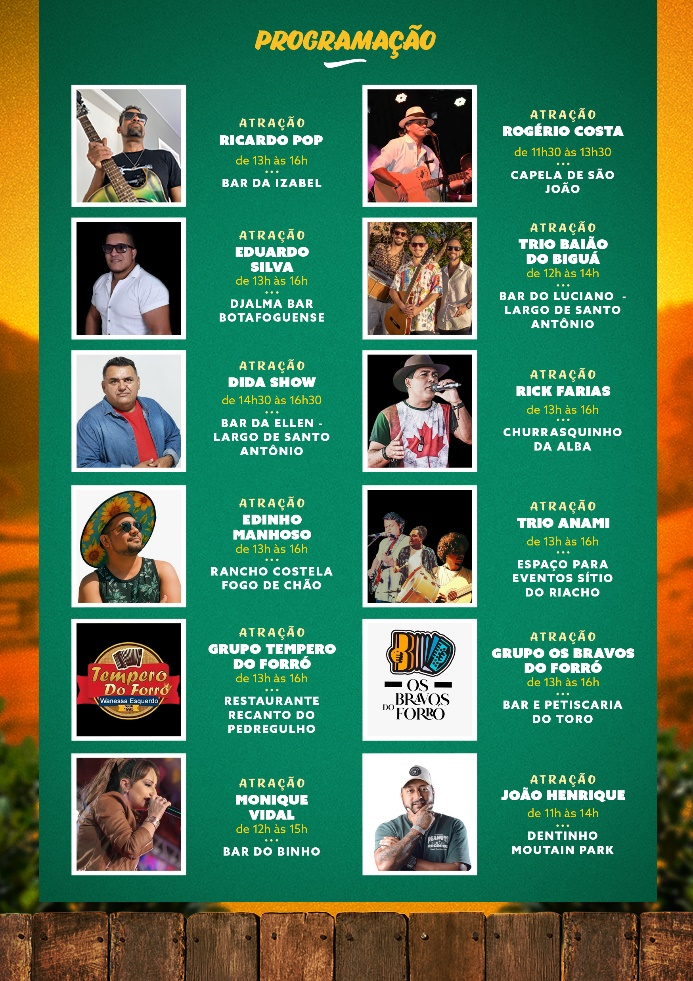 PROGRAMAÇÃO
ATRAÇÃO
RICARDO POP
de 13h às 16h
BAR DA IZABEL
ATRAÇÃO
ROGÉRIO COSTA
de 11h30 às 13h30
CAPELA DE SÃO
JOÃO
ATRAÇÃO
EDUARDO
SILVA
de 13h às 16h
DJALMA BAR
BOTAFOGUENSE
ATRAÇÃO
TRIO BAIÃO
DO BIGUÁ
de 12h às 14h
BAR DO LUCIANO -
LARGO DE SANTO
ANTÔNIO
ATRAÇÃO
DIDA SHOW
de 14h30 às 16h30
BAR DA ELLEN -
LARGO DE SANTO
ANTÔNIO
ATRAÇÃO
RICK FARIAS
de 13h às 16h
CHURRASQUINHO
DA ALBA
ATRAÇÃO
EDINHO
MANHOSO
de 13h às 16h
RANCHO COSTELA
FOGO DE CHÃO
ATRAÇÃO
TRIO ANAMI
de 13h às 16h
ESPAÇO PARA
EVENTOS SÍTIO
DO RIACHO
Tempero
Do Forró
Wanessa Esquerdo
ATRAÇÃO
GRUPO TEMPERO
DO FORRÓ
de 13h às 16h
RESTAURANTE
RECANTO DO
PEDREGULHO
OS
BRAVOS
DO FORRÓ
ATRAÇÃO
GRUPO OS BRAVOS
DO FORRÓ
de 13h às 16h
BAR E PETISCARIA
DO TORO
ATRAÇÃO
MONIQUE
VIDAL
de 12h às 15h
BAR DO BINHO
ATRAÇÃO
JOÃO HENRIQUE
de 11h às 14h
DENTINHO
MOUTAIN PARK